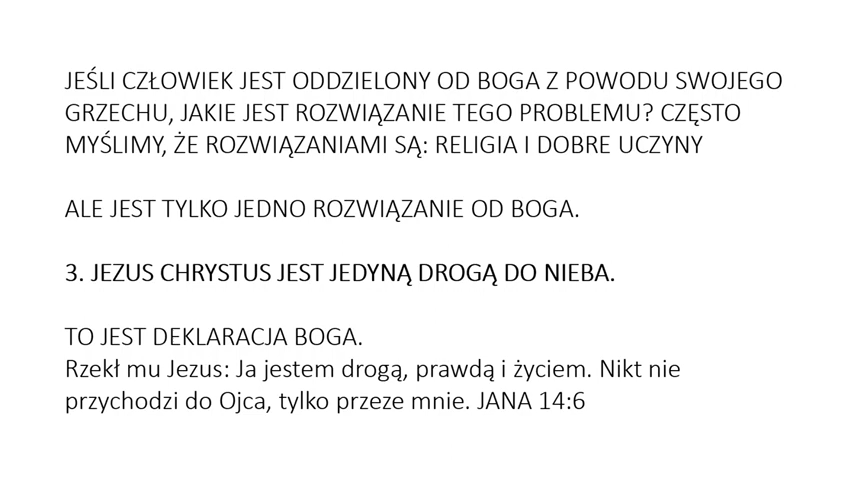 JEŚLI CZŁOWIEK JEST ODDZIELONY OD BOGA Z POWODU SWOJEGO
GRZECHU, JAKIE JEST ROZWIĄZANIE TEGO PROBLEMU? CZĘSTO
MYŚLIMY, ŻE ROZWIĄZANIAMI SĄ: RELIGIA I DOBRE UCZYNY
ALE JEST TYLKO JEDNO ROZWIĄZANIE OD BOGA.
3. JEZUS CHRYSTUS JEST JEDYNĄ DROGĄ DO NIEBA.
TO JEST DEKLARACJA BOGA.
Rzekł mu Jezus: Ja jestem drogą, prawdą i życiem. Nikt nie
przychodzi do Ojca, tylko przeze mnie. JANA 14:6